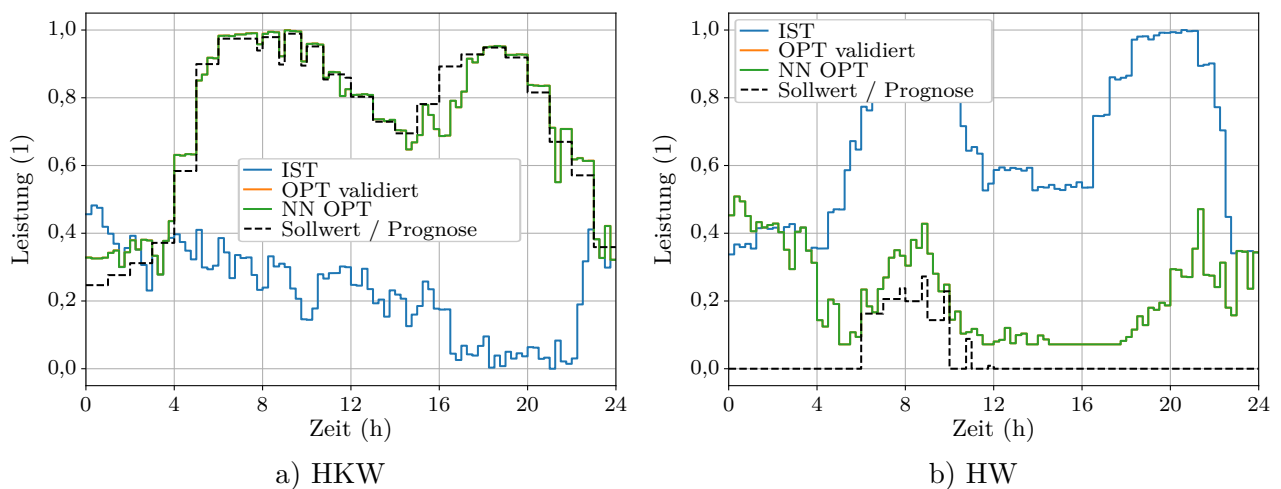 Leistung (1)
1,0
0,8
0,6
0,4
0,2
0,0
IST
OPT validiert
NN OPT
Sollwert / Prognose
0 4 8 12 16 20 24
Zeit (h)
a) HKW
Leistung (1)
1,0
0,8
0,6
0,4
0,2
0,0
IST
OPT validiert
NN OPT
Sollwert / Prognose
0 4 8 12 16 20 24
Zeit (h)
b) HW